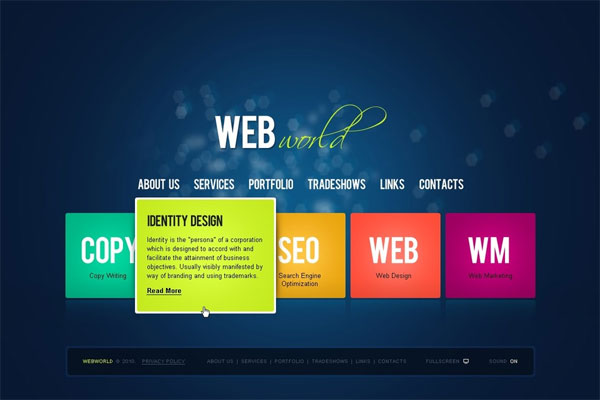 WEB world
ABOUT US SERVICES PORTFOLIO TRADESHOWS LINKS CONTACTS
COPY
Copy Writing
IDENTITY DESIGN
Identity is the "persona" of a corporation
which is designed to accord with and
facilitate the attainment of business
objectives. Usually visibly manifested by
way of branding and using trademarks.
Read More
SEO
Search Engine
Optimization
WEB
Web Design
WM
Web Marketing
WEBWORLD © 2010 PRIVACY POLICY ABOUT US | SERVICES | PORTFOLIO | TRADESHOWS | LINKS | CONTACTS FULLSCREEN SOUND ON